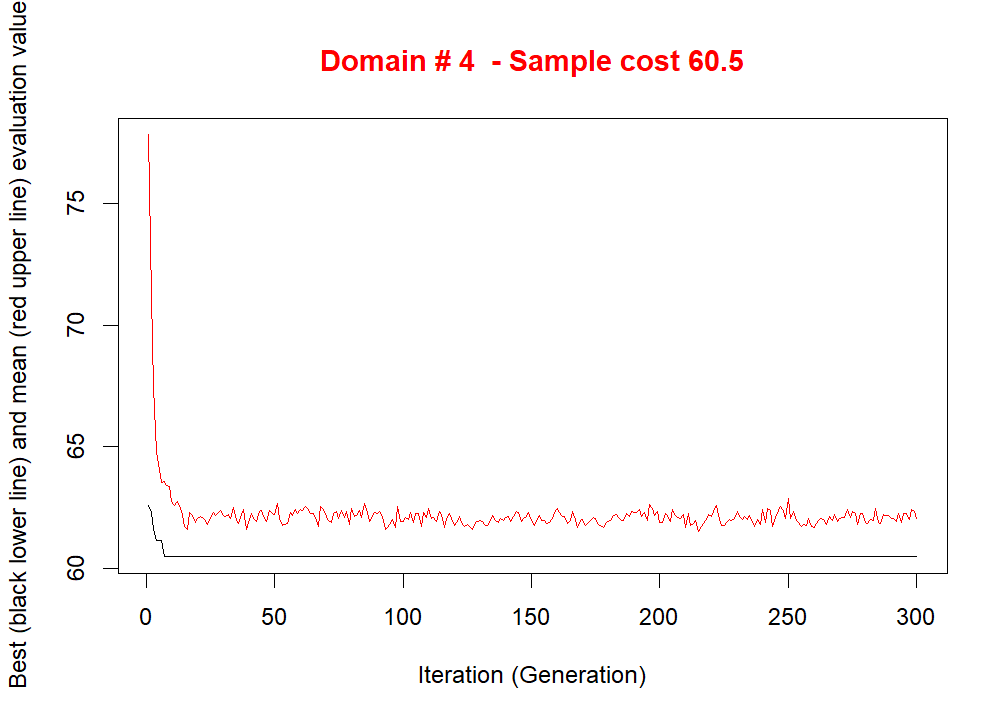 Domain # 4  - Sample cost 60.5
Best (black lower line) and mean (red upper line) evaluation value
75
70
65
60
0 50 100 150 200 250 300
Iteration (Generation)